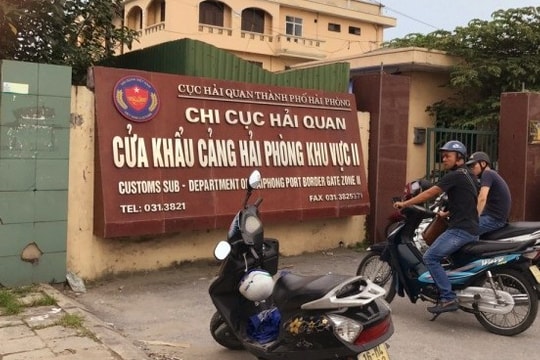 CỤC HẢI QUAN THÀNH PHỐ HẢI PHÒNG
CHI CỤC HẢI QUAN
CỬA KHẨU CẢNG HẢI PHÒNG KHU VỰC II
CUSTOMS SUB - DEPARTMENT OF HAIPHONG PORT BORDER GATE ZONE II
TEL: 031.3821
FAX 031.3825371